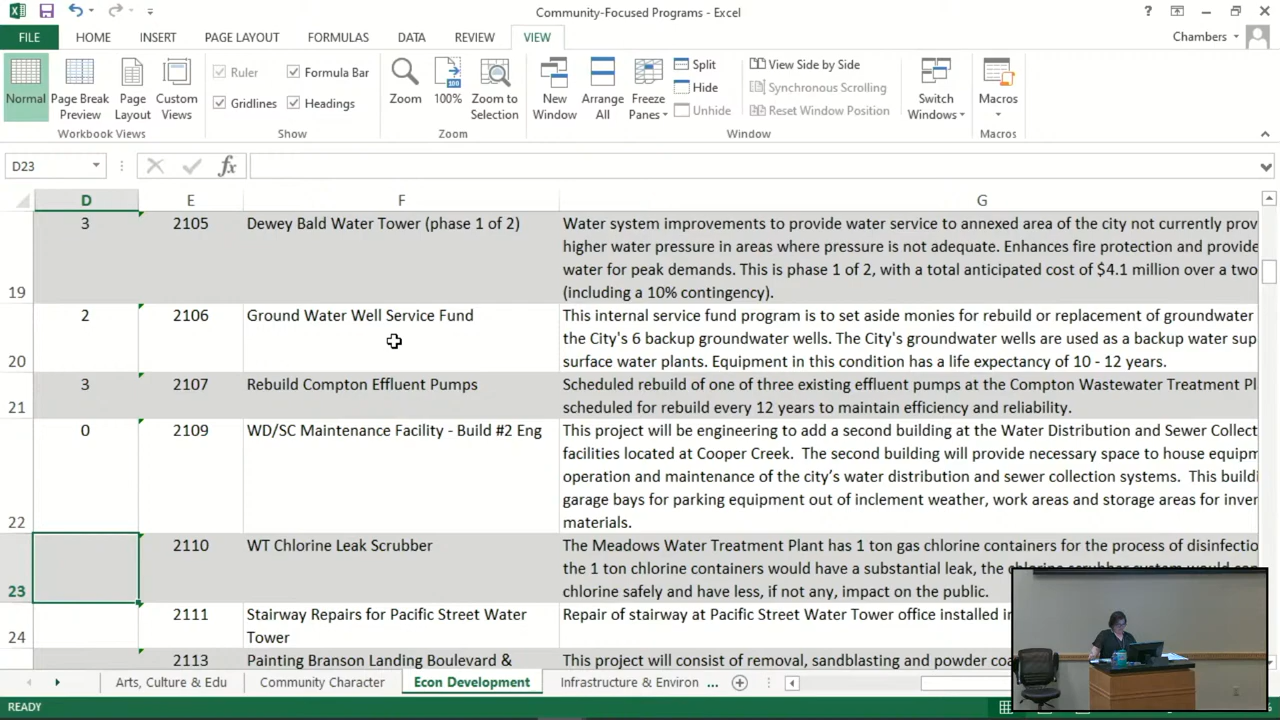 Community-Focused Programs - Excel
FILE HOME INSERT PAGE LAYOUT FORMULAS DATA REVIEW VIEW Chambers
Normal Page Break Preview Page Layout Custom Views
Workbook Views
Ruler Formula Bar
Gridlines Headings
Show
Zoom 100% Zoom to Selection
Zoom
New Window Arrange All Freeze Panes
Split
Hide
Unhide
View Side by Side
Synchronous Scrolling
Reset Window Position
Window
Switch Windows
Macros
Macros
D23 fx
D E F G
19 3 2105 Dewey Bald Water Tower (phase 1 of 2)
Water system improvements to provide water service to annexed area of the city not currently prov
higher water pressure in areas where pressure is not adequate. Enhances fire protection and provide
water for peak demands. This is phase 1 of 2, with a total anticipated cost of $4.1 million over a two
(including a 10% contingency).
20 2 2106 Ground Water Well Service Fund
This internal service fund program is to set aside monies for rebuild or replacement of groundwater
the City's 6 backup groundwater wells. The City's groundwater wells are used as a backup water sup
surface water plants. Equipment in this condition has a life expectancy of 10 - 12 years.
21 3 2107 Rebuild Compton Effluent Pumps
Scheduled rebuild of one of three existing effluent pumps at the Compton Wastewater Treatment Pl
scheduled for rebuild every 12 years to maintain efficiency and reliability.
22 0 2109 WD/SC Maintenance Facility - Build #2 Eng
This project will be engineering to add a second building at the Water Distribution and Sewer Collect
facilities located at Cooper Creek. The second building will provide necessary space to house equipm
operation and maintenance of the city's water distribution and sewer collection systems. This buildi
garage bays for parking equipment out of inclement weather, work areas and storage areas for inver
materials.
23 2110 WT Chlorine Leak Scrubber
The Meadows Water Treatment Plant has 1 ton gas chlorine containers for the process of disinfectio
the 1 ton chlorine containers would have a substantial leak, the chlorine scrubber system would
chlorine safely and have less, if not any, impact on the public.
24 2111 Stairway Repairs for Pacific Street Water
Tower
Repair of stairway at Pacific Street Water Tower office installed i
2113 Painting Branson Landing Boulevard &
This project will consist of removal, sandblasting and powder coa
Arts, Culture & Edu Community Character Econ Development Infrastructure & Environ ...
READY